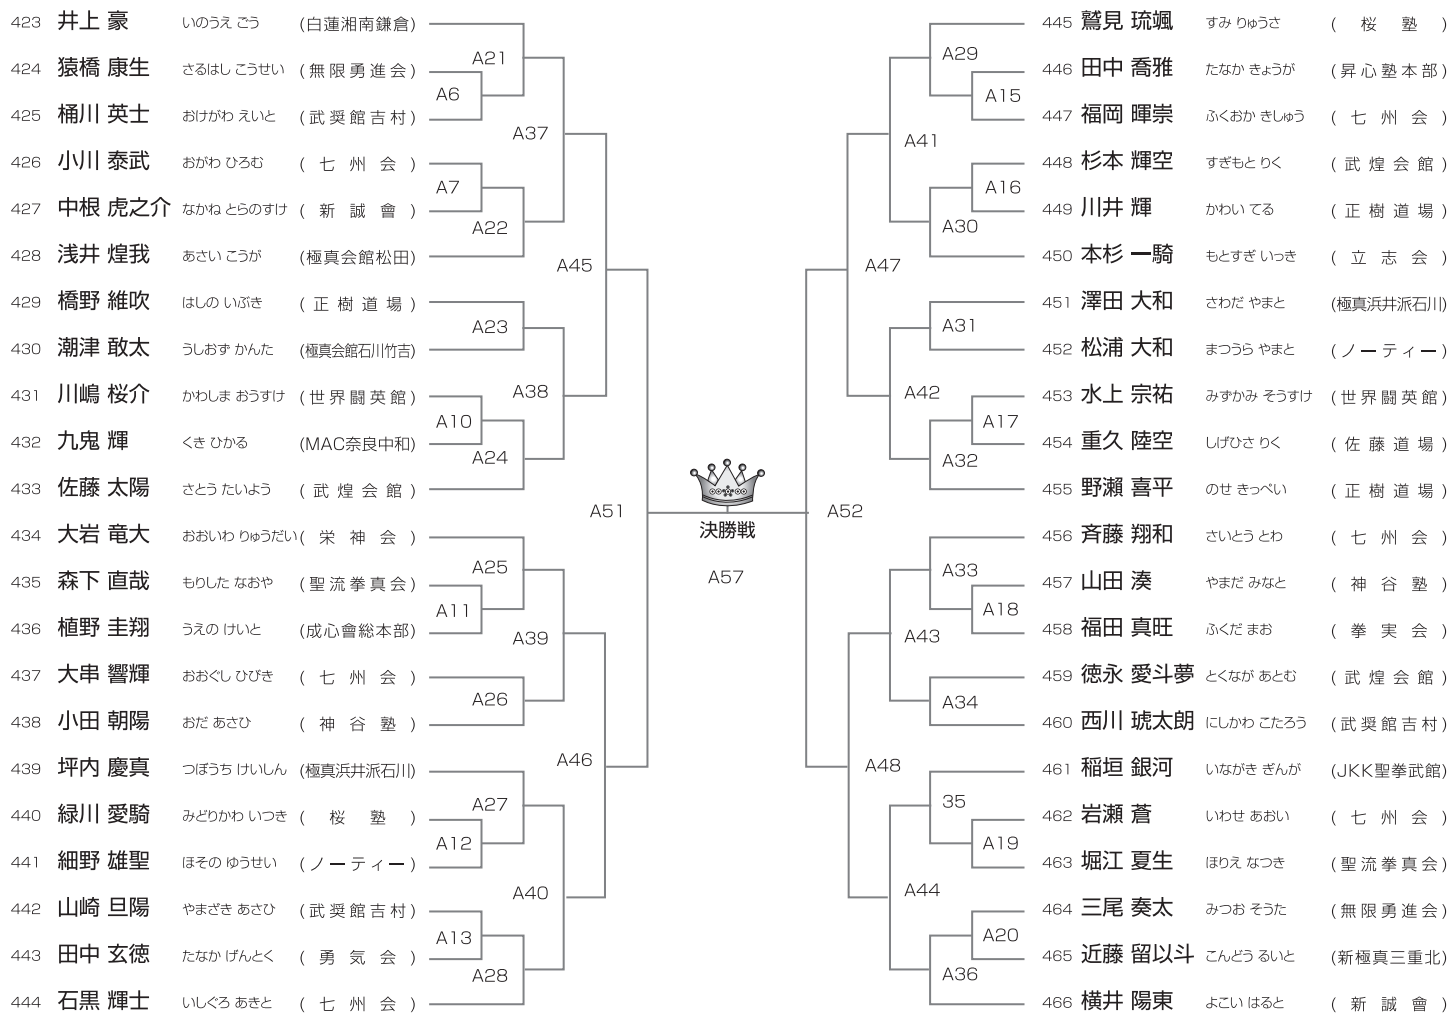 423 井上 豪 いのうえ ごう (白蓮湘南鎌倉)
424 猿橋 康生 さるはし こうせい (無限勇進会)
425 桶川 英士 おけがわ えいと (武奨館吉村)
426 小川 泰武 おがわ ひろむ (七州会)
427 中根 虎之介 なかね とらのすけ (新誠會)
428 浅井 煌我 あさい こうが (極真会館松田)
429 橋野 維吹 はしの いぶき (正樹道場)
430 潮津 敢太 うしおず かんた (極真会館石川竹吉)
431 川嶋 桜介 かわしま おうすけ (世界闘英館)
432 九鬼 輝 くき ひかる (MAC奈良中和)
433 佐藤 太陽 さとう たいよう (武煌会館)
434 大岩 竜大 おおいわ りゅうだい (栄神会)
435 森下 直哉 もりした なおや (聖流拳真会)
436 植野 圭翔 うえの けいと (成心會総本部)
437 大串 響輝 おおぐし ひびき (七州会)
438 小田 朝陽 おだ あさひ (神谷塾)
439 坪内 慶真 つぼうち けいしん (極真浜井派石川)
440 緑川 愛騎 みどりかわ いつき (桜塾)
441 細野 雄聖 ほその ゆうせい (ノーティー)
442 山崎 旦陽 やまざき あさひ (武奨館吉村)
443 田中 玄徳 たなか げんとく (勇気会)
444 石黒 輝士 いしぐろ あきと (七州会)
A6
A7
A10
A11
A12
A13
A21
A22
A23
A24
A25
A26
A27
A28
A37
A38
A39
A40
A45
A46
A51
決勝戦
A57
A52
A47
A48
A41
A42
A43
A44
A29
A30
A31
A32
A33
A34
35
A36
A15
A16
A17
A18
A19
A20
445 鷲見 琉颯 すみ りゅうさ (桜塾)
446 田中 喬雅 たなか きょうが (昇心塾本部)
447 福岡 暉崇 ふくおか きしゅう (七州会)
448 杉本 輝空 すぎもと りく (武煌会館)
449 川井 輝 かわい てる (正樹道場)
450 本杉 一騎 もとすぎ いっき (立志会)
451 澤田 大和 さわだ やまと (極真浜井派石川)
452 松浦 大和 まつうら やまと (ノーティー)
453 水上 宗祐 みずかみ そうすけ (世界闘英館)
454 重久 陸空 しげひさ りく (佐藤道場)
455 野瀬 喜平 のせ きっぺい (正樹道場)
456 斉藤 翔和 さいとう とわ (七州会)
457 山田 湊 やまだ みなと (神谷塾)
458 福田 真旺 ふくだ まお (拳実会)
459 徳永 愛斗夢 とくなが あとむ (武煌会館)
460 西川 琥太朗 にしかわ こたろう (武奨館吉村)
461 稲垣 銀河 いながき ぎんが (JKK聖拳武館)
462 岩瀬 蒼 いわせ あおい (七州会)
463 堀江 夏生 ほりえ なつき (聖流拳真会)
464 三尾 奏太 みつお そうた (無限勇進会)
465 近藤 留以斗 こんどう るいと (新極真三重北)
466 横井 陽東 よこい はると (新誠會)